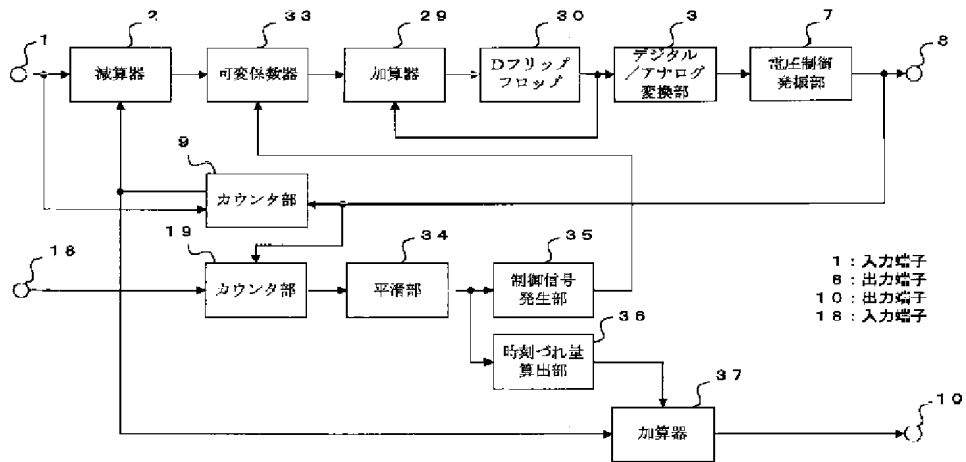 1
2
減算器
33
可変係数器
29
加算器
30
Dフリップ
フロップ
3
デジタル
/アナログ
変換部
7
電圧制御
発振部
8
9
カウンタ部
18
19
カウンタ部
34
平滑部
35
制御信号
発生部
36
時刻づれ量
算出部
37
加算器
10
1:入力端子
8:出力端子
10:出力端子
18:入力端子